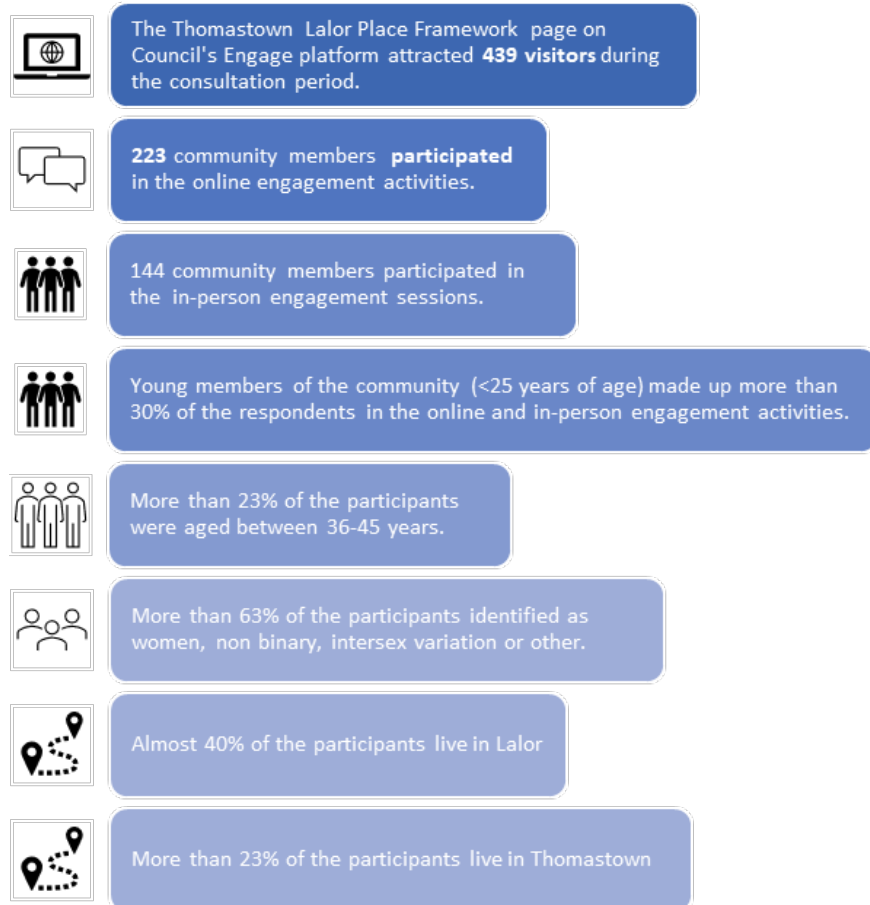 The Thomastown Lalor Place Framework page on
Council's Engage platform attracted 439 visitors during
the consultation period.
223 community members participated
in the online engagement activities.
144 community members participated in
the in-person engagement sessions.
Young members of the community (<25 years of age) made up more than
30% of the respondents in the online and in-person engagement activities.
More than 23% of the participants
were aged between 36-45 years.
More than 63% of the participants identified as
women, non binary, intersex variation or other.
Almost 40% of the participants live in Lalor
More than 23% of the participants live in Thomastown